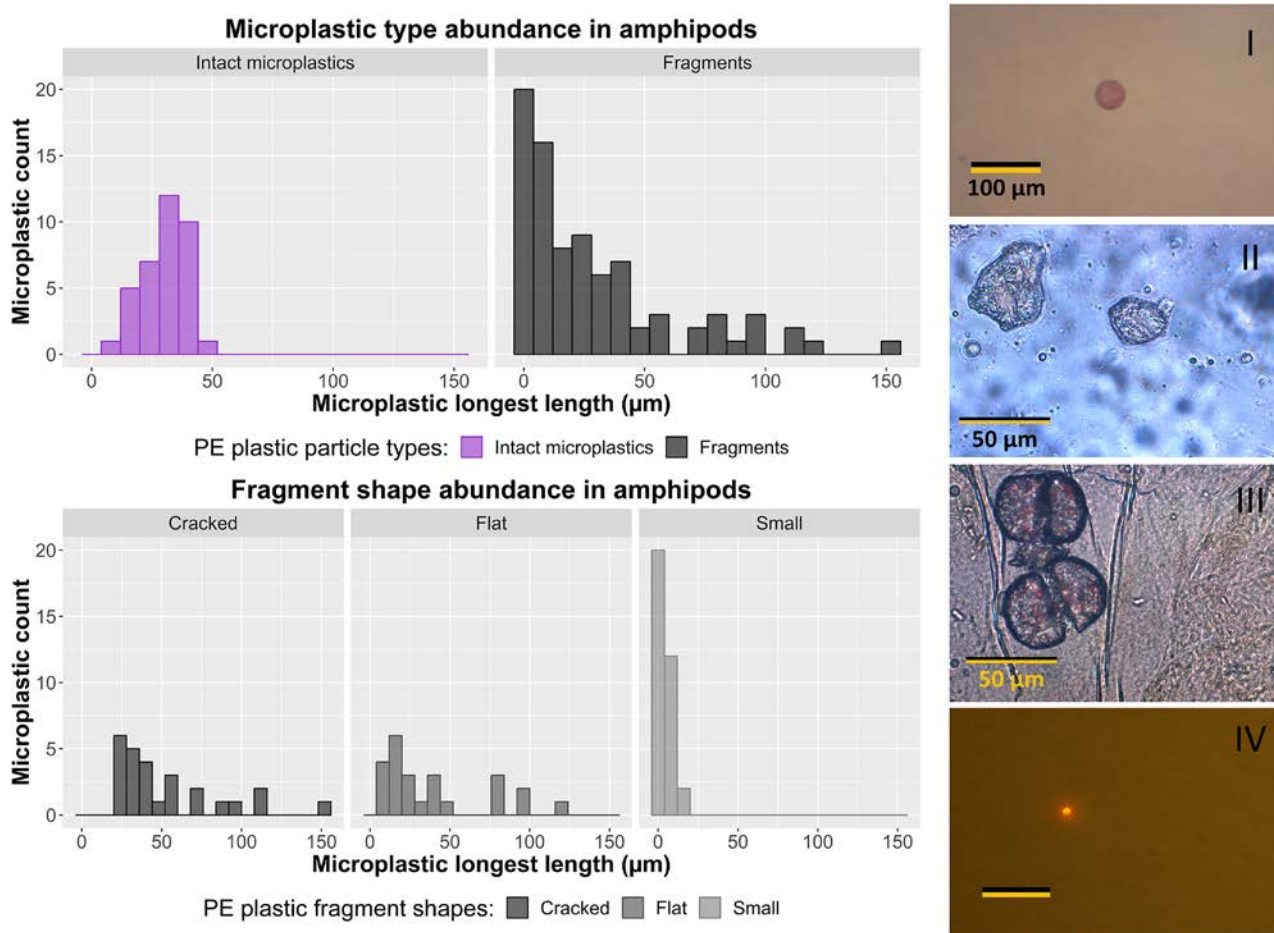 Microplastic type abundance in amphipods
Intact microplastics
Fragments
20
15
10
5
0
Microplastic count
0 50 100 150
0 50 100 150
Microplastic longest length (µm)
PE plastic particle types: Intact microplastics Fragments
Fragment shape abundance in amphipods
Cracked
Flat
Small
20
15
10
5
0
Microplastic count
0 50 100 150
0 50 100 150
0 50 100 150
Microplastic longest length (µm)
PE plastic fragment shapes: Cracked Flat Small
I
100 µm
II
50 µm
III
50 µm
IV